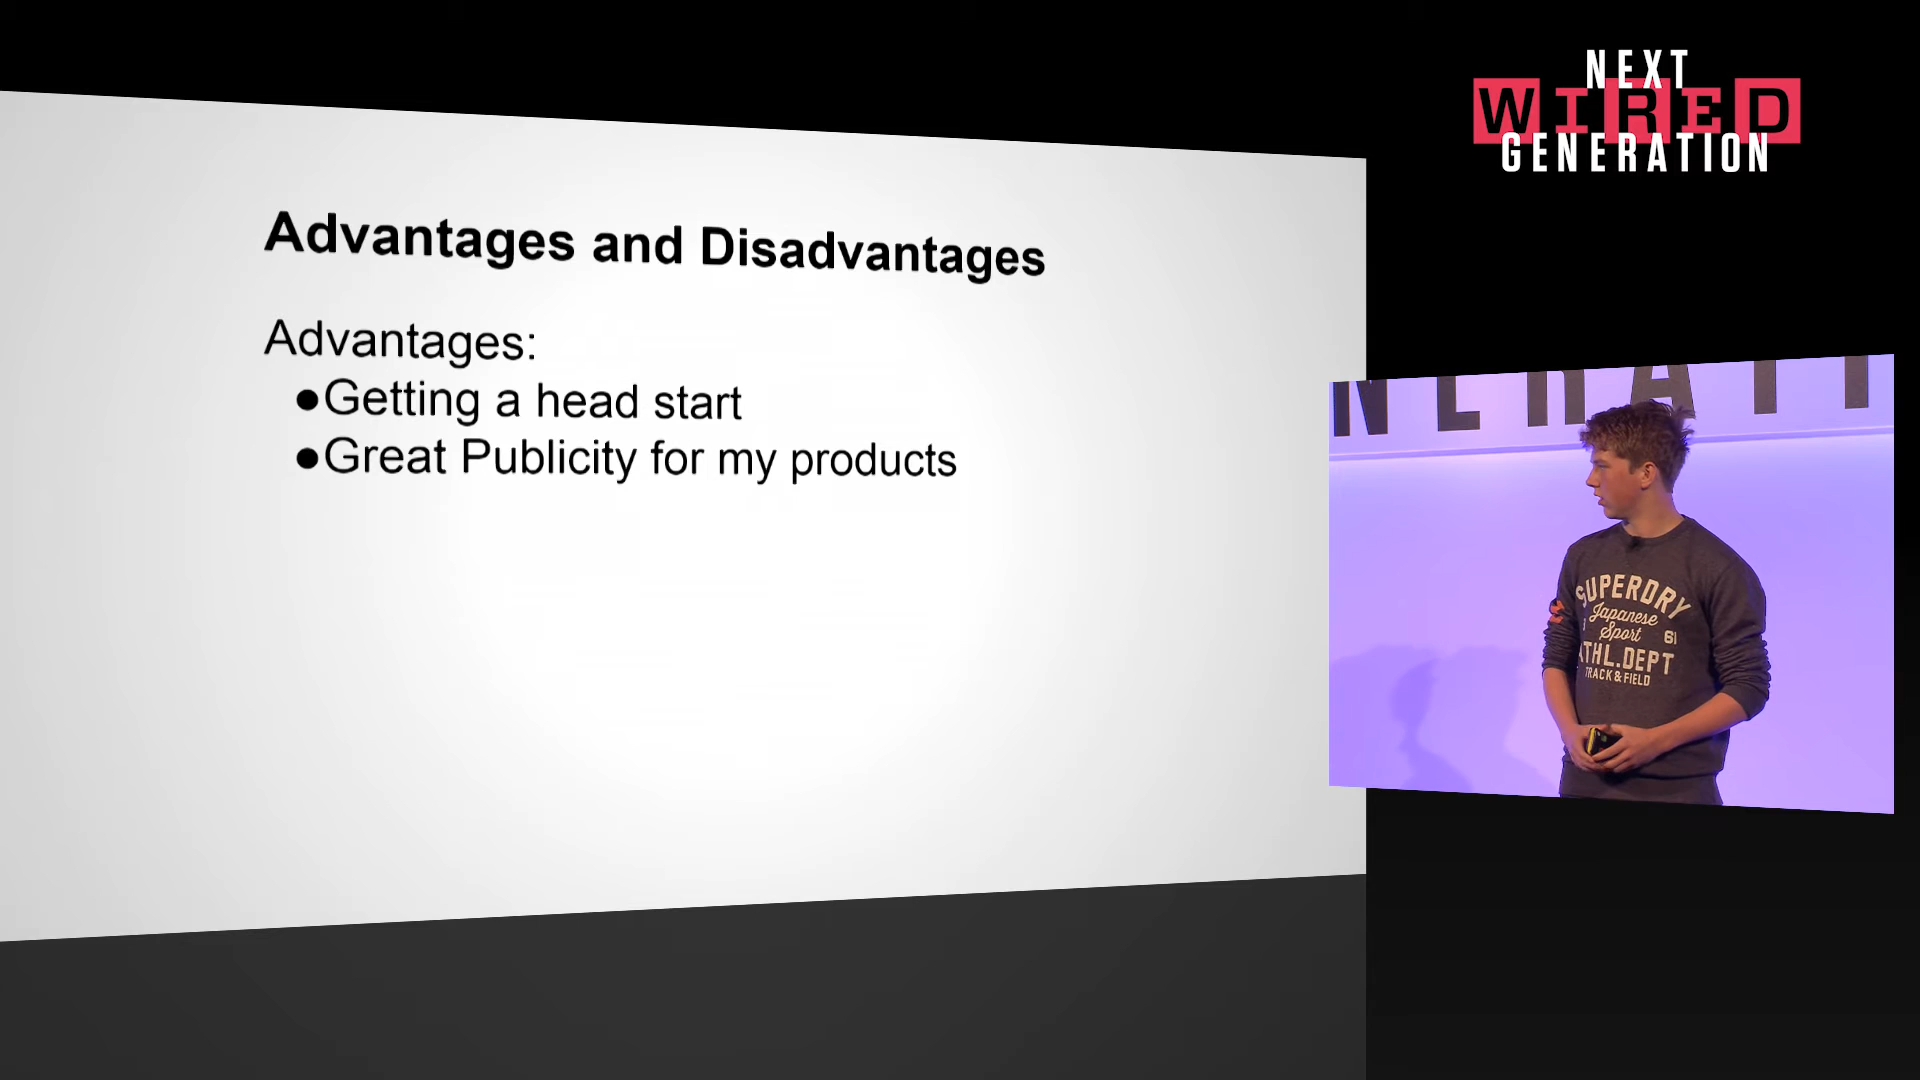 NEXT
WIRED
GENERATION
Advantages and Disadvantages
Advantages:
●Getting a head start
●Great Publicity for my products
SUPERDRY
Japanese
Sport
ATHL.DEPT
TRACK & FIELD